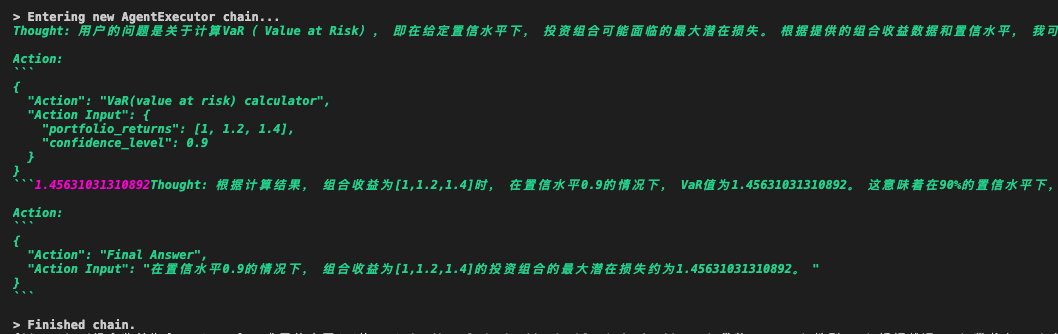 > Entering new AgentExecutor chain...
Thought: 用户的问题是关于计算VaR（ Value at Risk）， 即在给定置信水平下， 投资组合可能面临的最大潜在损失。 根据提供的组合收益数据和置信水平， 我可
Action:
```
{
  "Action": "VaR(value at risk) calculator",
  "Action Input": {
    "portfolio_returns": [1, 1.2, 1.4],
    "confidence_level": 0.9
  }
}
```1.45631031310892Thought: 根据计算结果， 组合收益为[1,1.2,1.4]时， 在置信水平0.9的情况下， VaR值为1.45631031310892。 这意味着在90%的置信水平下，
Action:
```
{
  "Action": "Final Answer",
  "Action Input": "在置信水平0.9的情况下， 组合收益为[1,1.2,1.4]的投资组合的最大潜在损失约为1.45631031310892。 "
}
```
> Finished chain.